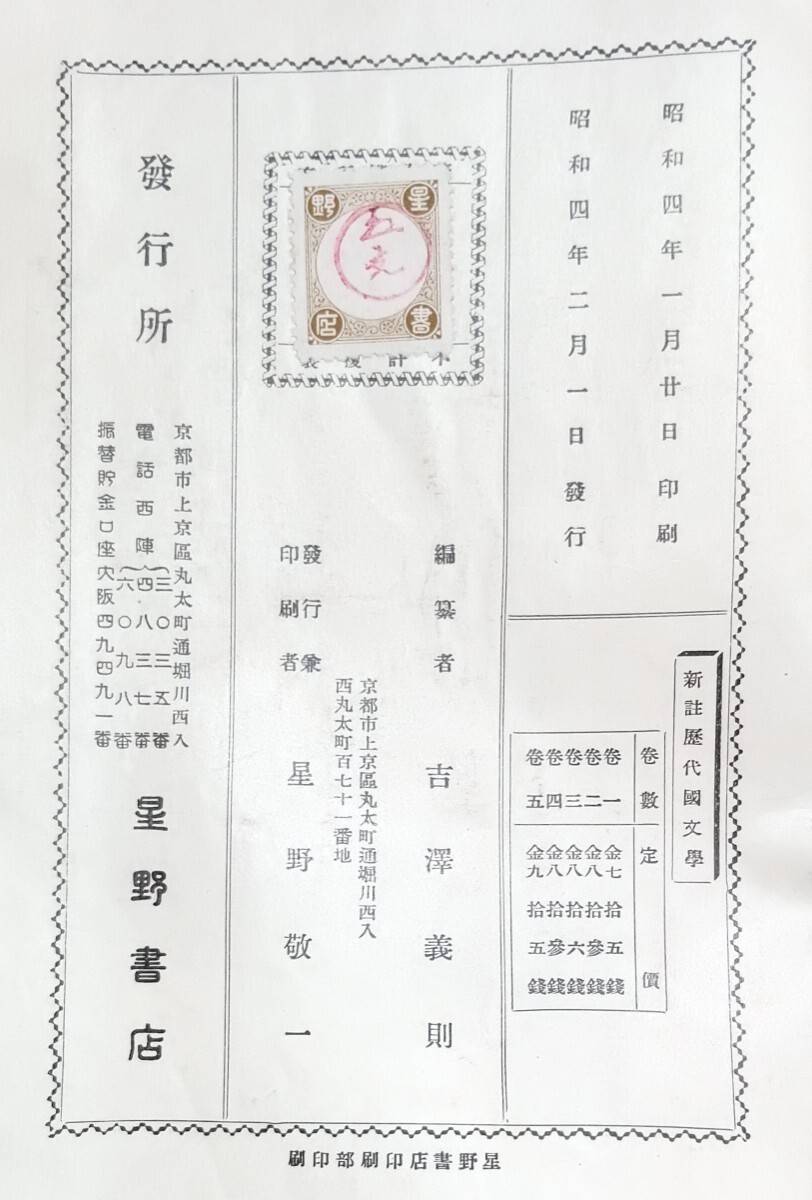 昭和四年一月廿日印刷
昭和四年二月一日發行
新註歷代國文學
卷數 定價
卷一 金七拾五錢
卷二 金八拾參錢
卷三 金八拾六錢
卷四 金八拾參錢
卷五 金九拾五錢
星野書店
編纂者 吉澤義則
京都市上京區丸太町通堀川西入
西丸太町百七十一番地
發行兼
印刷者 星野敬一
發行所
京都市上京區丸太町通堀川西入
電話西陣
三〇三五番
四八三七番
六〇九八番
振替貯金口座大阪四九四九一番
星野書店
星野書店印刷部印刷